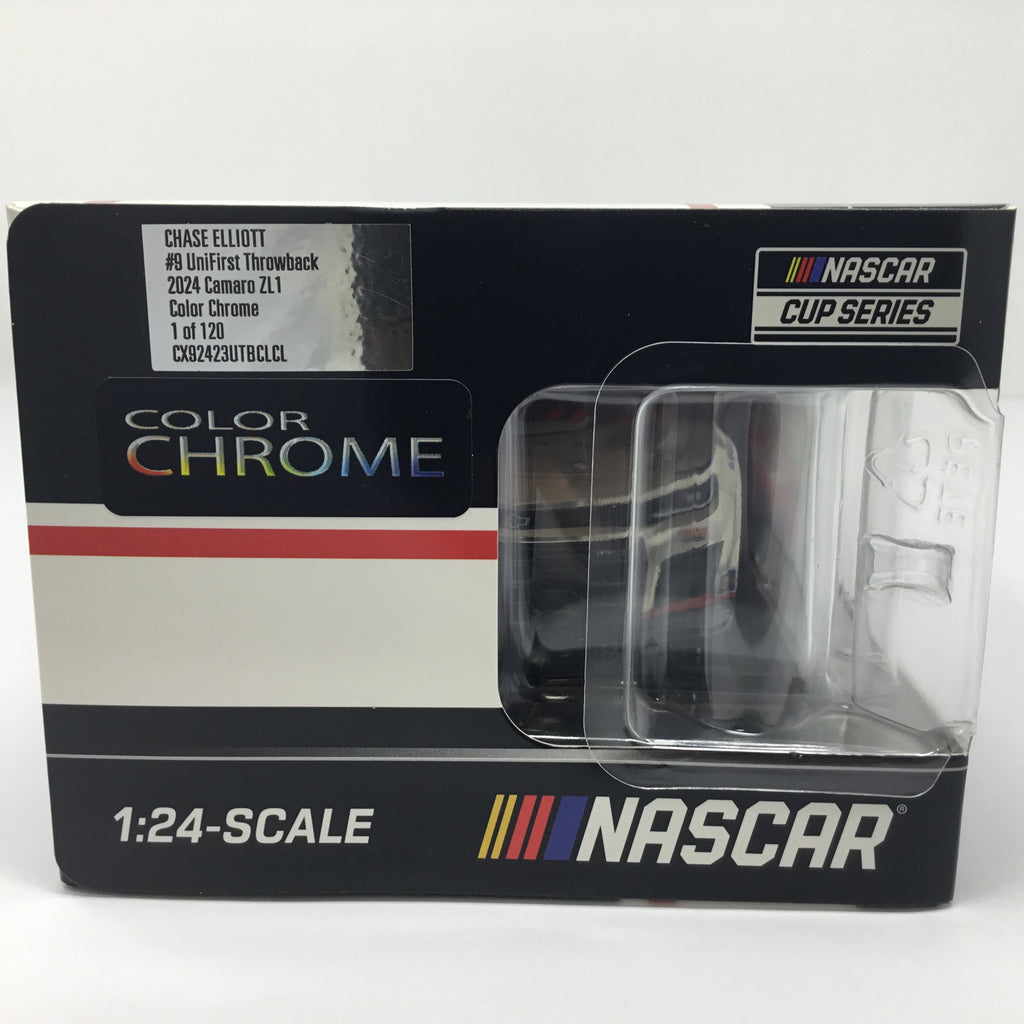 CHASE ELLIOTT
#9 UniFirst Throwback
2024 Camaro ZL1
Color Chrome
1 of 120
CX92423UTBCLCL
NASCAR
CUP SERIES
COLOR
CHROME
1:24-SCALE
NASCAR®